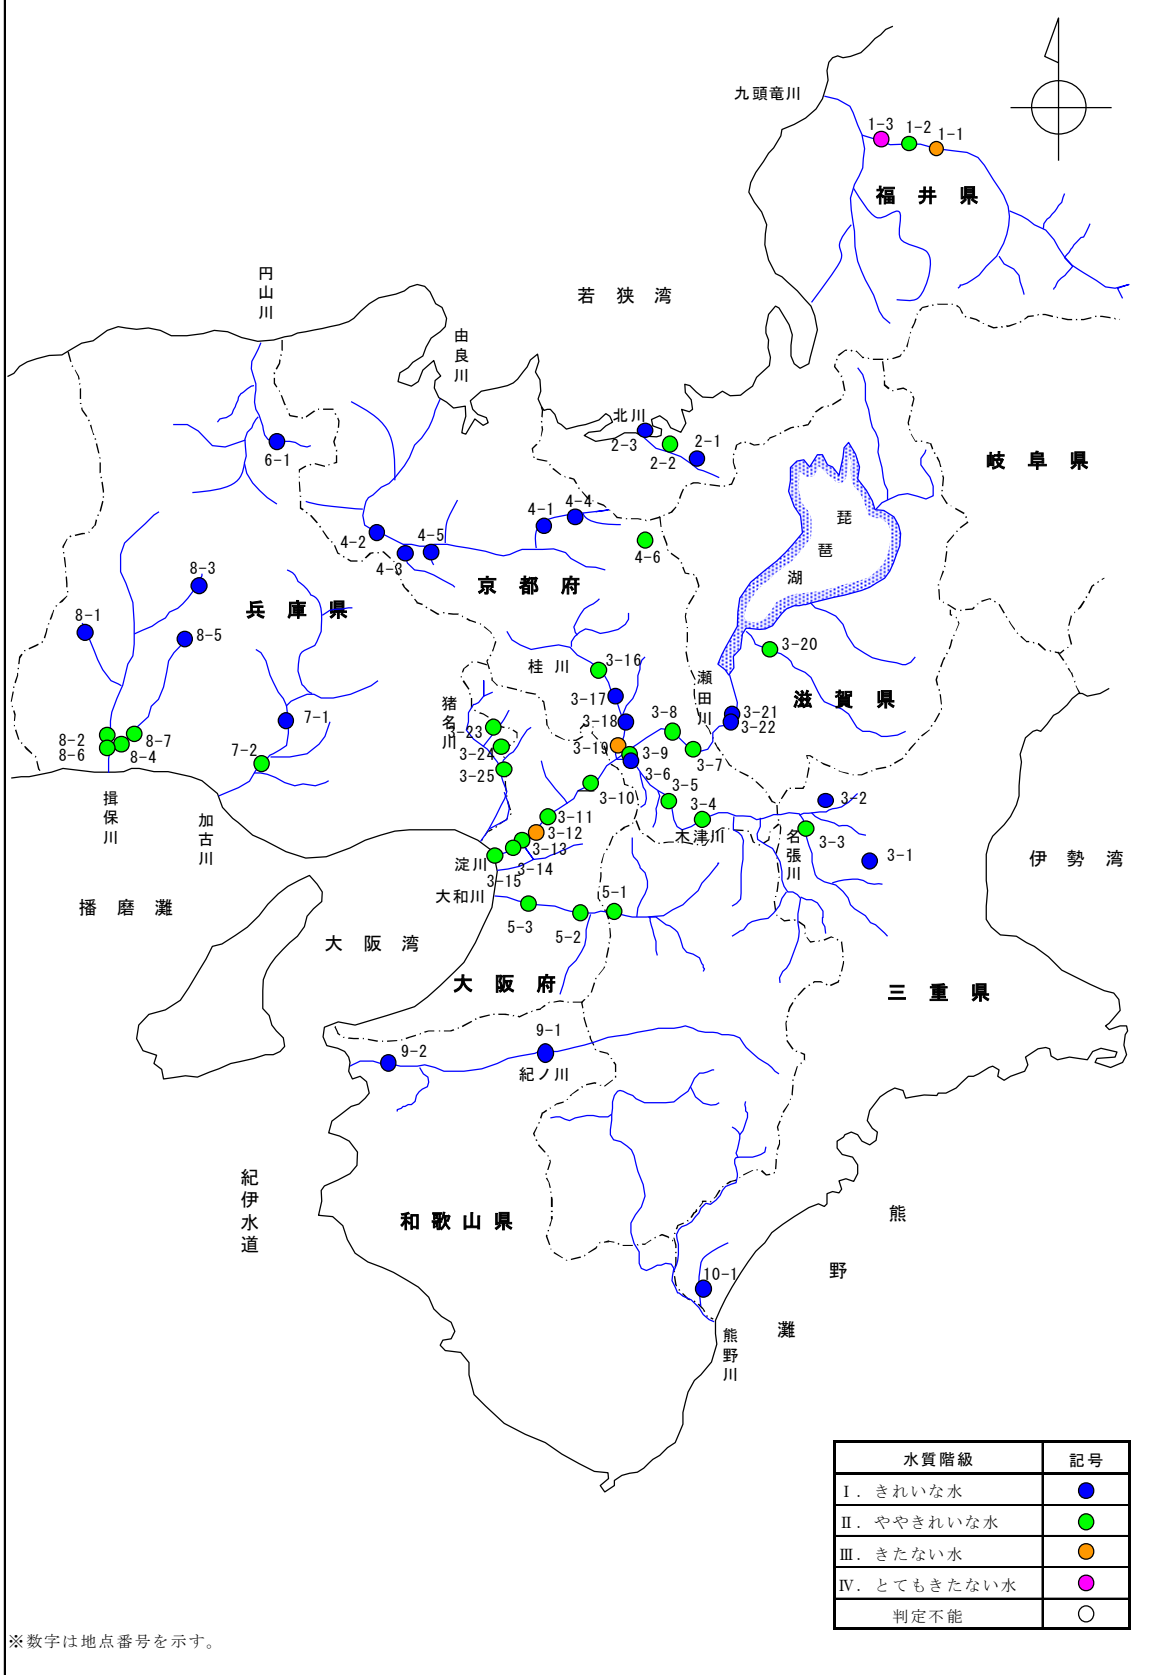 九頭竜川
1-3
1-2
1-1
福井県
円山川
若狭湾
由良川
北川
2-3
2-2
2-1
6-1
岐阜県
琵琶湖
4-1
4-4
4-2
4-5
4-3
4-6
京都府
8-3
兵庫県
8-1
8-5
3-16
桂川
3-20
瀬田川
滋賀県
3-17
猪名川
3-18
3-8
3-21
3-22
7-1
3-23
3-19
3-9
8-2
8-7
8-6
8-4
7-2
3-24
3-7
3-25
3-6
3-5
3-10
3-2
揖保川
加古川
3-4
3-11
3-12
木津川
名張川
3-3
3-13
3-1
淀川
3-14
3-15
伊勢湾
大和川
5-1
播磨灘
5-3
5-2
大阪湾
大阪府
三重県
9-1
9-2
紀ノ川
紀伊水道
和歌山県
熊野灘
10-1
熊野川
水質階級 記号
Ⅰ．きれいな水
Ⅱ．ややきれいな水
Ⅲ．きたない水
Ⅳ．とてもきたない水
判定不能
※数字は地点番号を示す。